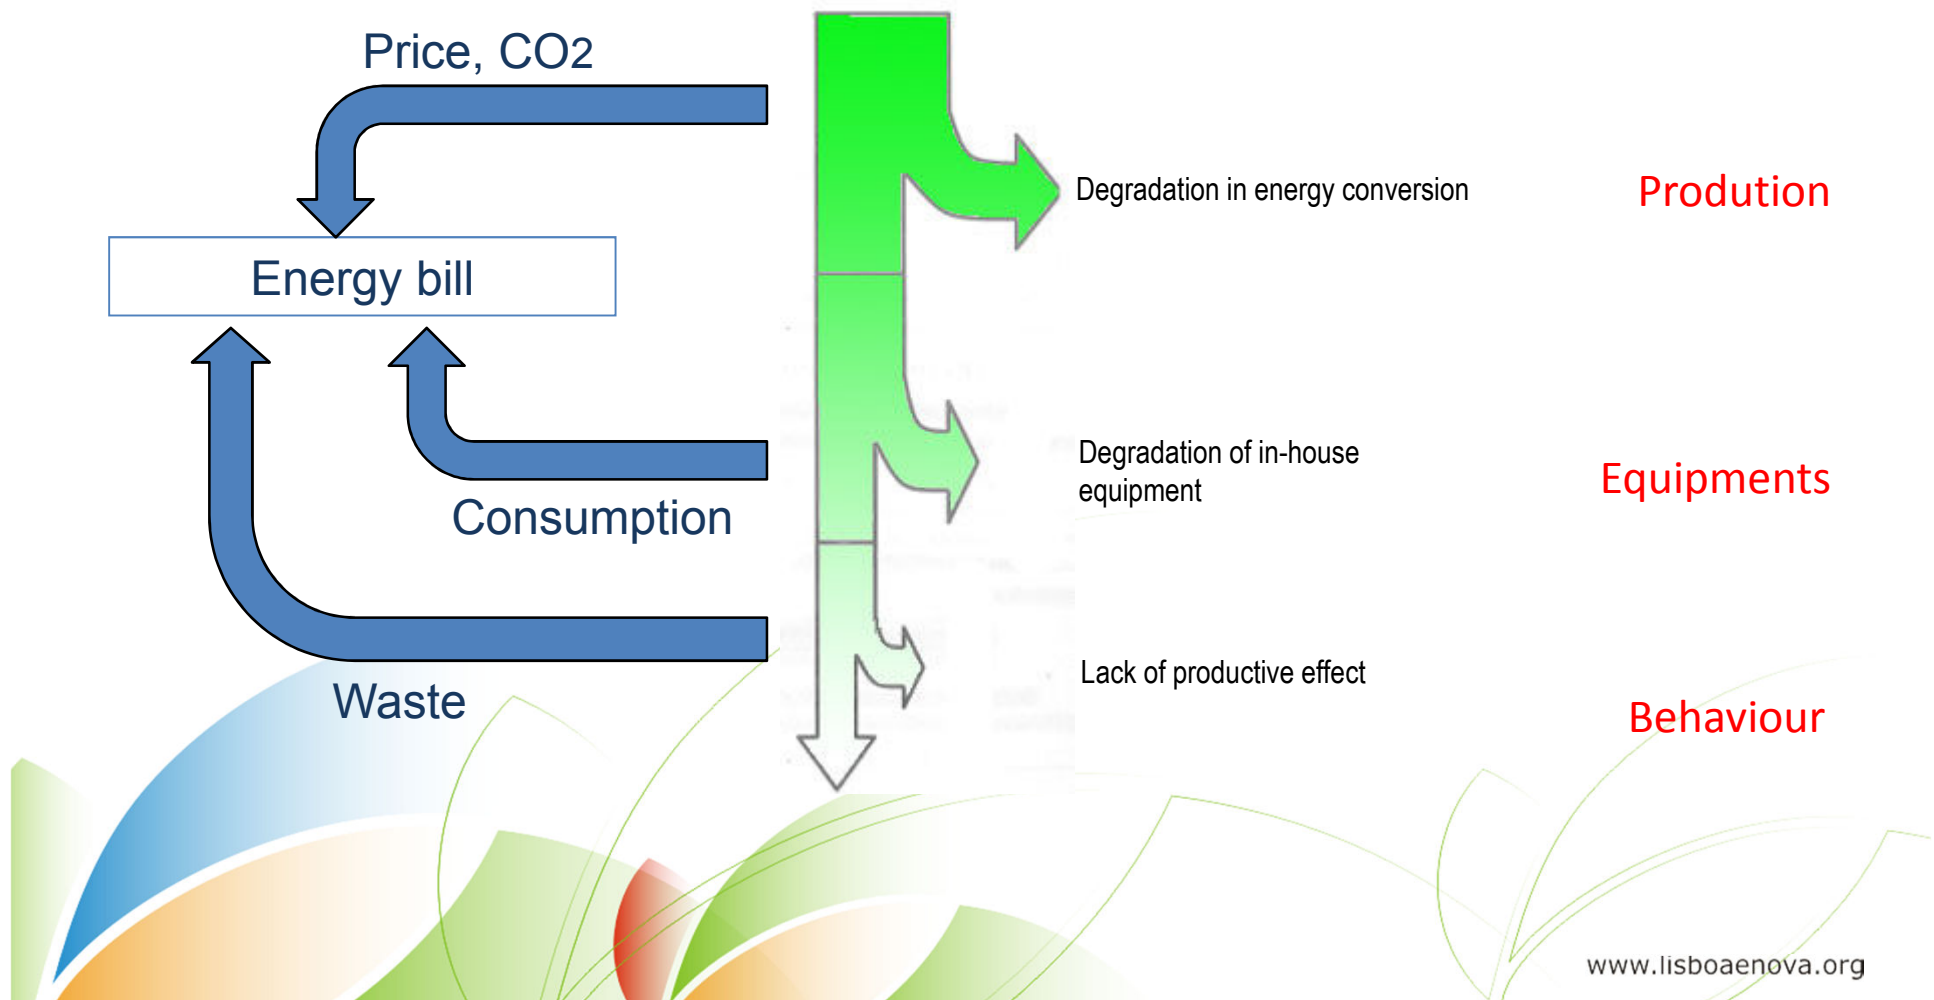 Price, CO2
Degradation in energy conversion
Prodution
Energy bill
Degradation of in-house
equipment
Equipments
Consumption
Lack of productive effect
Waste
Behaviour
www.lisboaenova.org